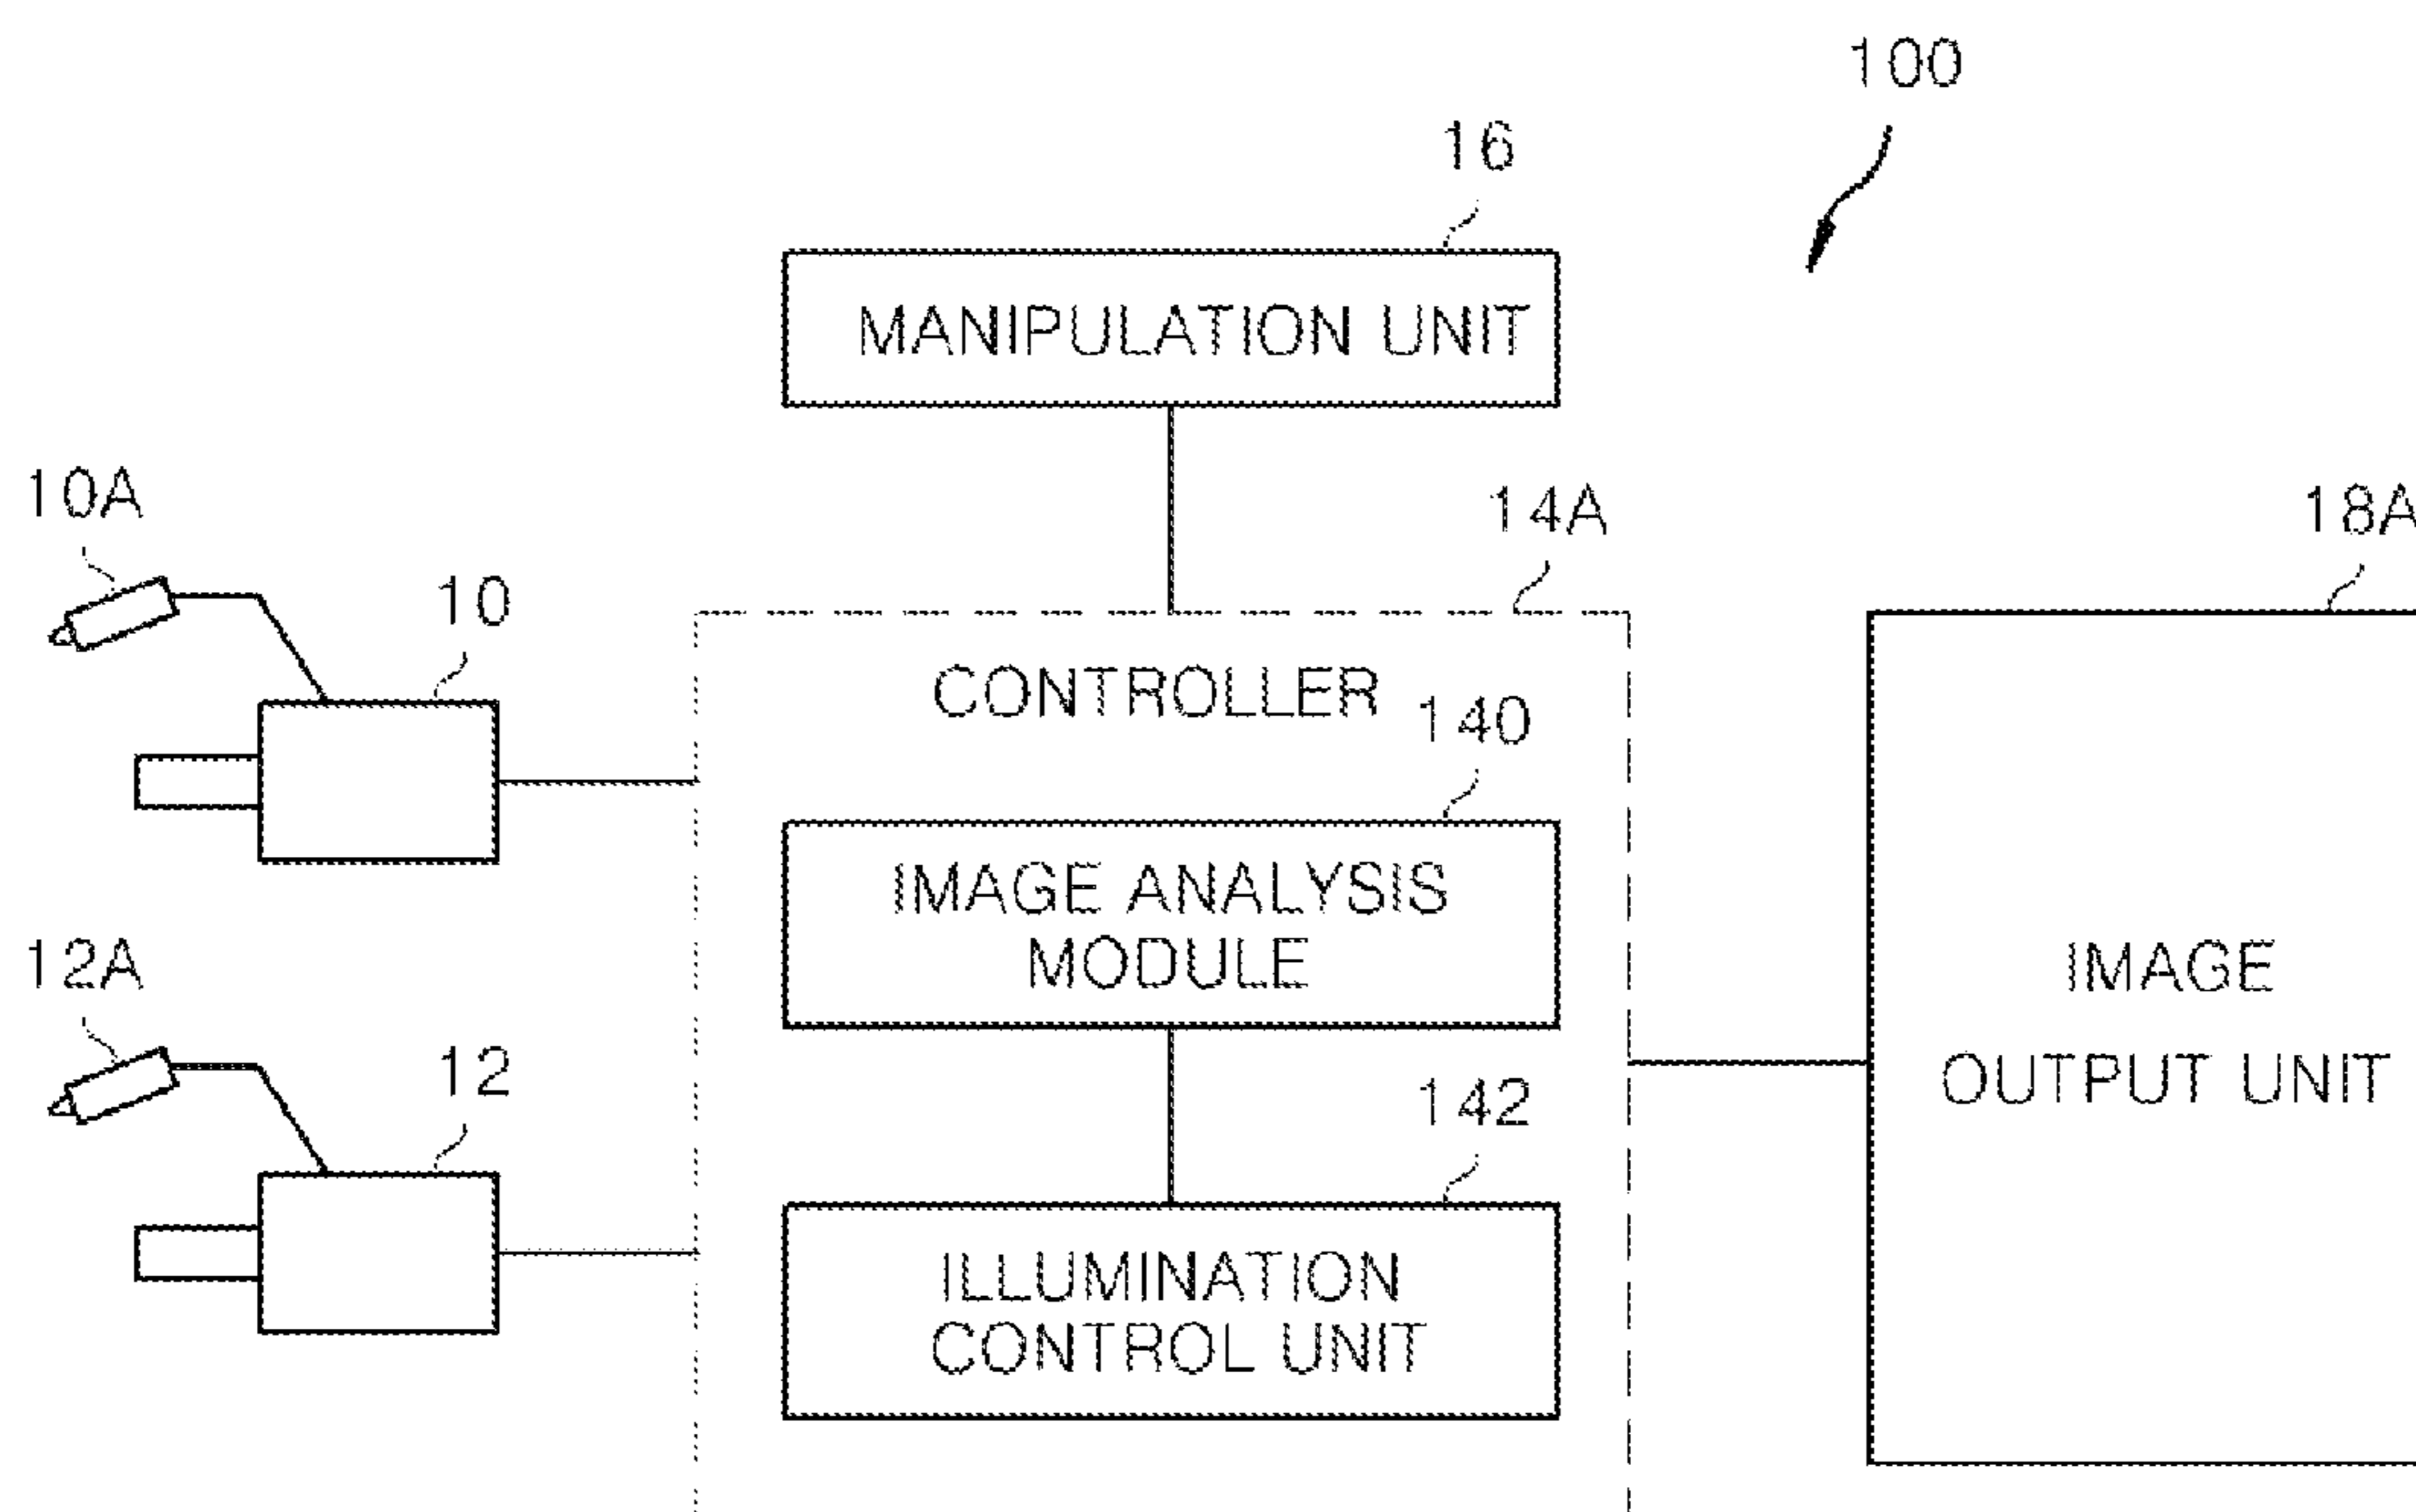 100
16
MANIPULATION UNIT
10A
14A
18A
10
CONTROLLER
140
IMAGE ANALYSIS
MODULE
12A
IMAGE
OUTPUT UNIT
12
142
ILLUMINATION
CONTROL UNIT